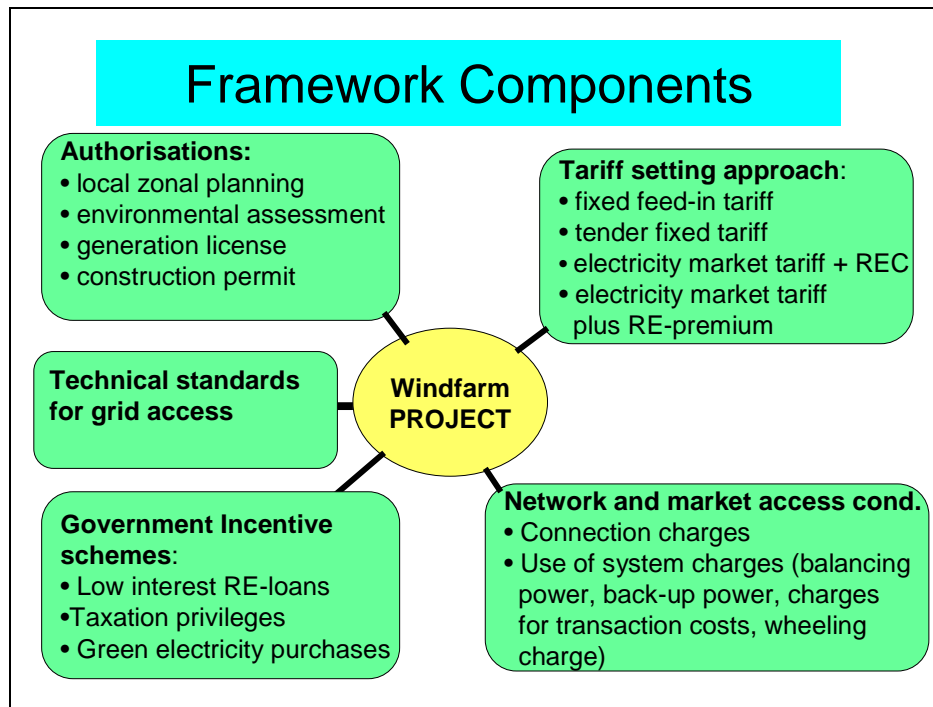 Framework Components
Authorisations:
• local zonal planning
• environmental assessment
• generation license
• construction permit
Tariff setting approach:
• fixed feed-in tariff
• tender fixed tariff
• electricity market tariff + REC
• electricity market tariff
plus RE-premium
Technical standards
for grid access
Windfarm
PROJECT
Government Incentive
schemes:
• Low interest RE-loans
•Taxation privileges
• Green electricity purchases
Network and market access cond.
• Connection charges
• Use of system charges (balancing
power, back-up power, charges
for transaction costs, wheeling
charge)